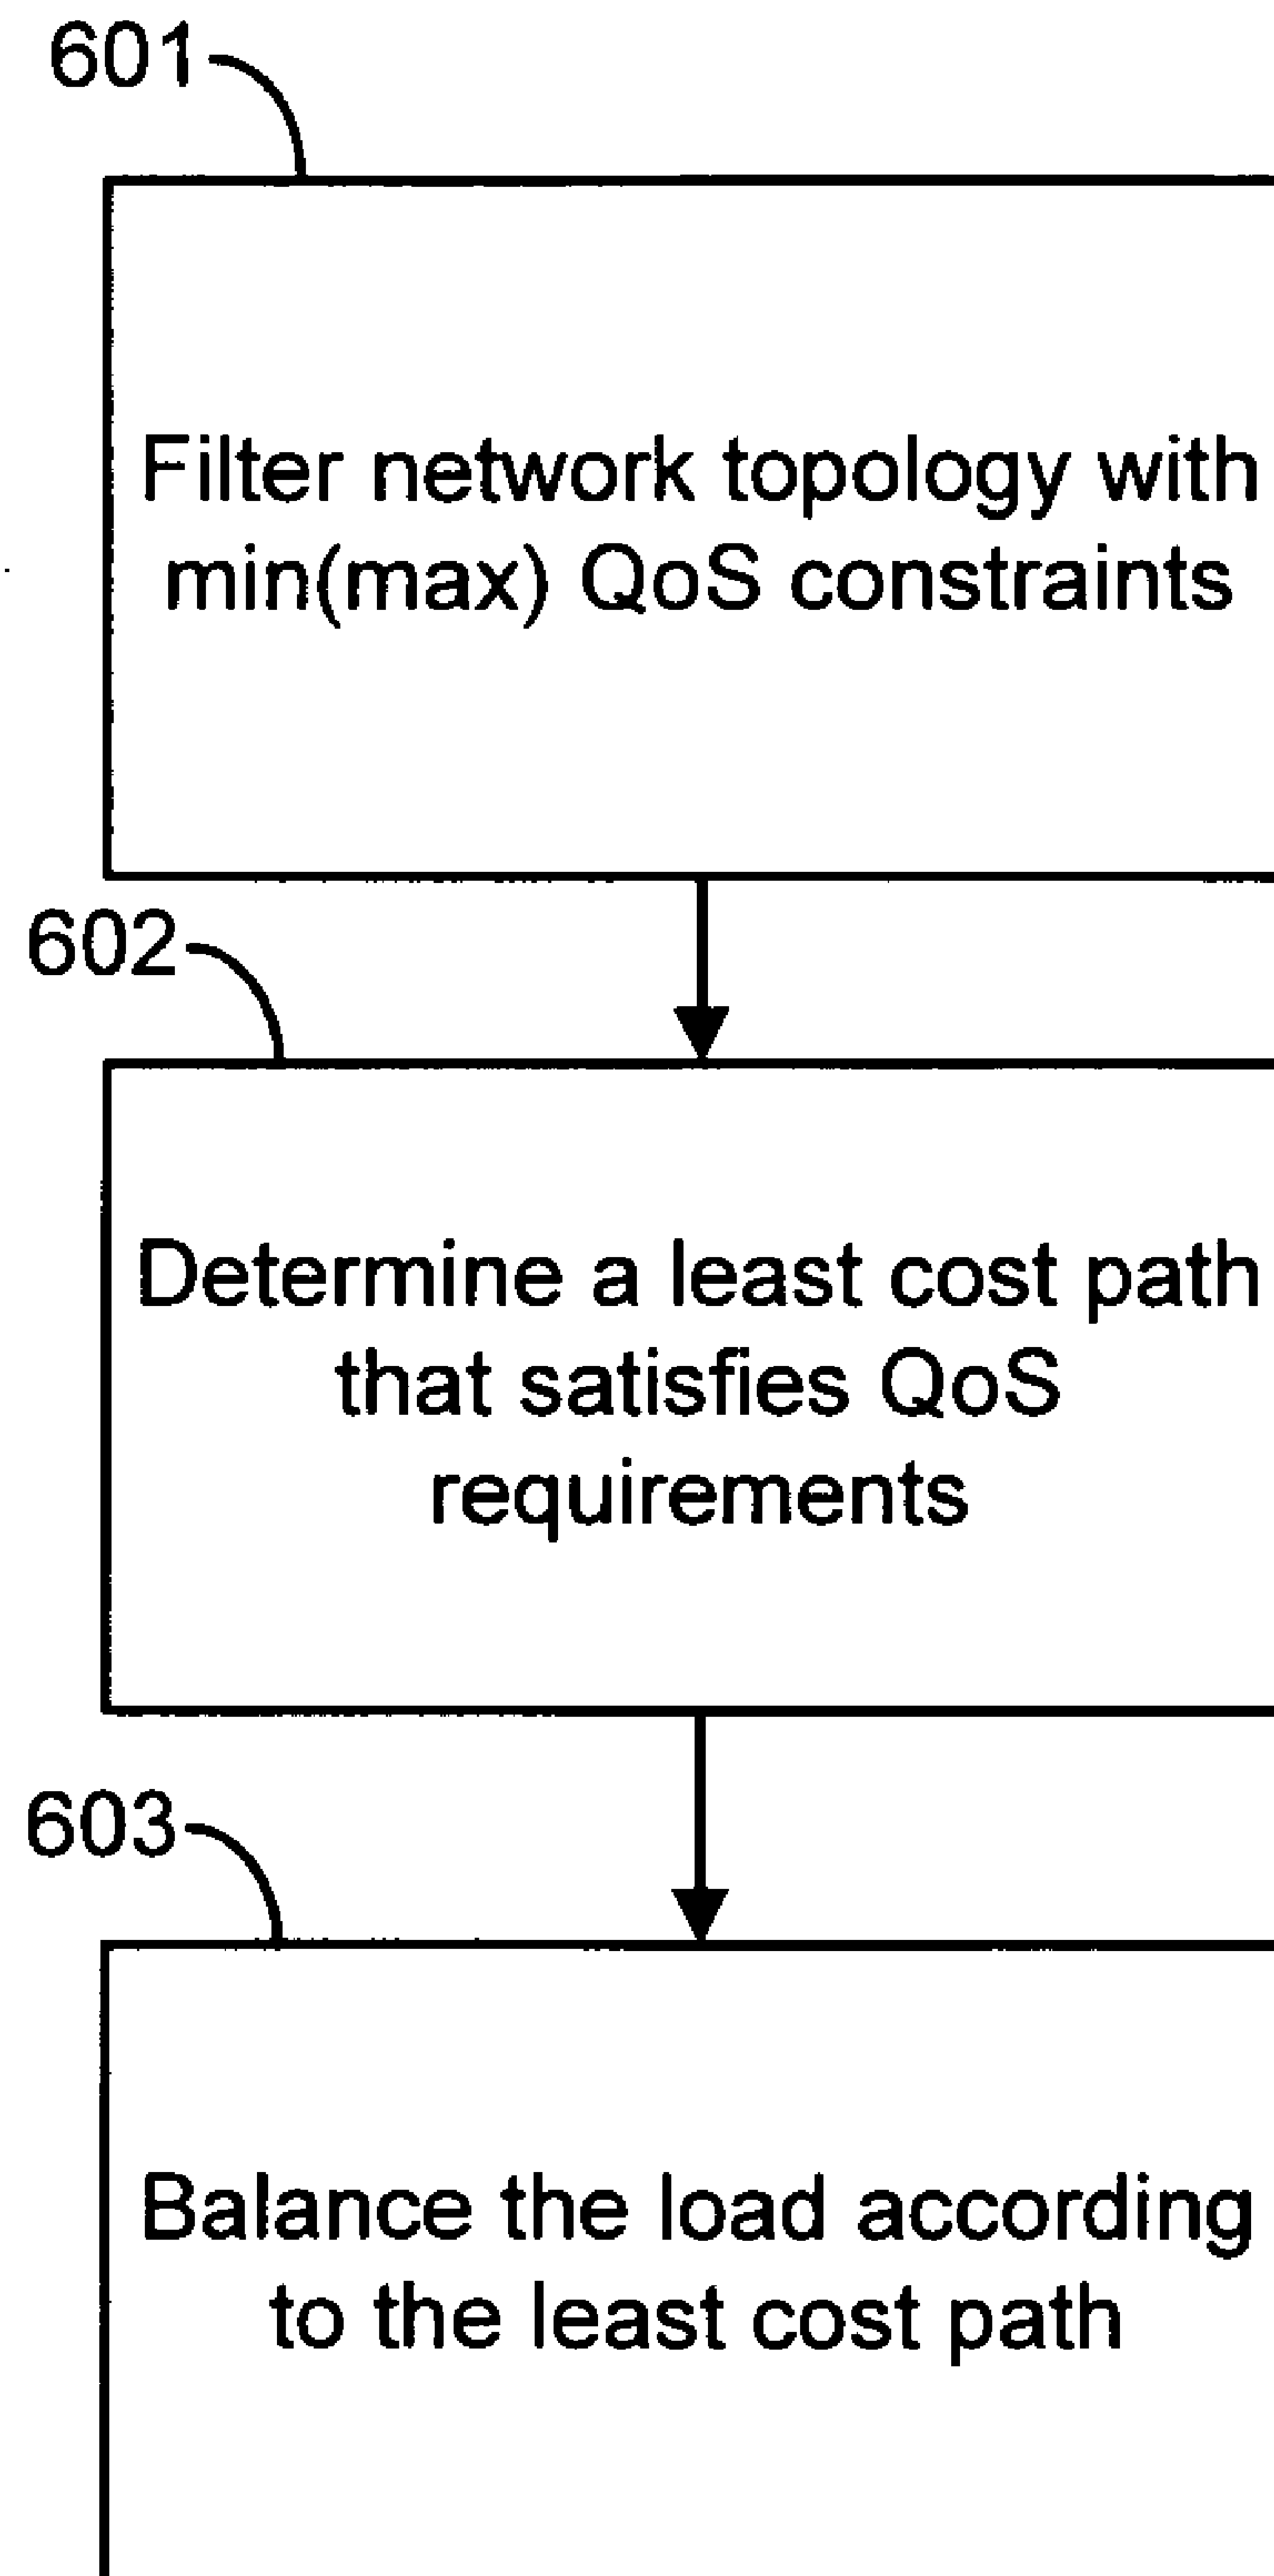 601
Filter network topology with
min(max) QoS constraints
602
Determine a least cost path
that satisfies QoS
requirements
603
Balance the load according
to the least cost path